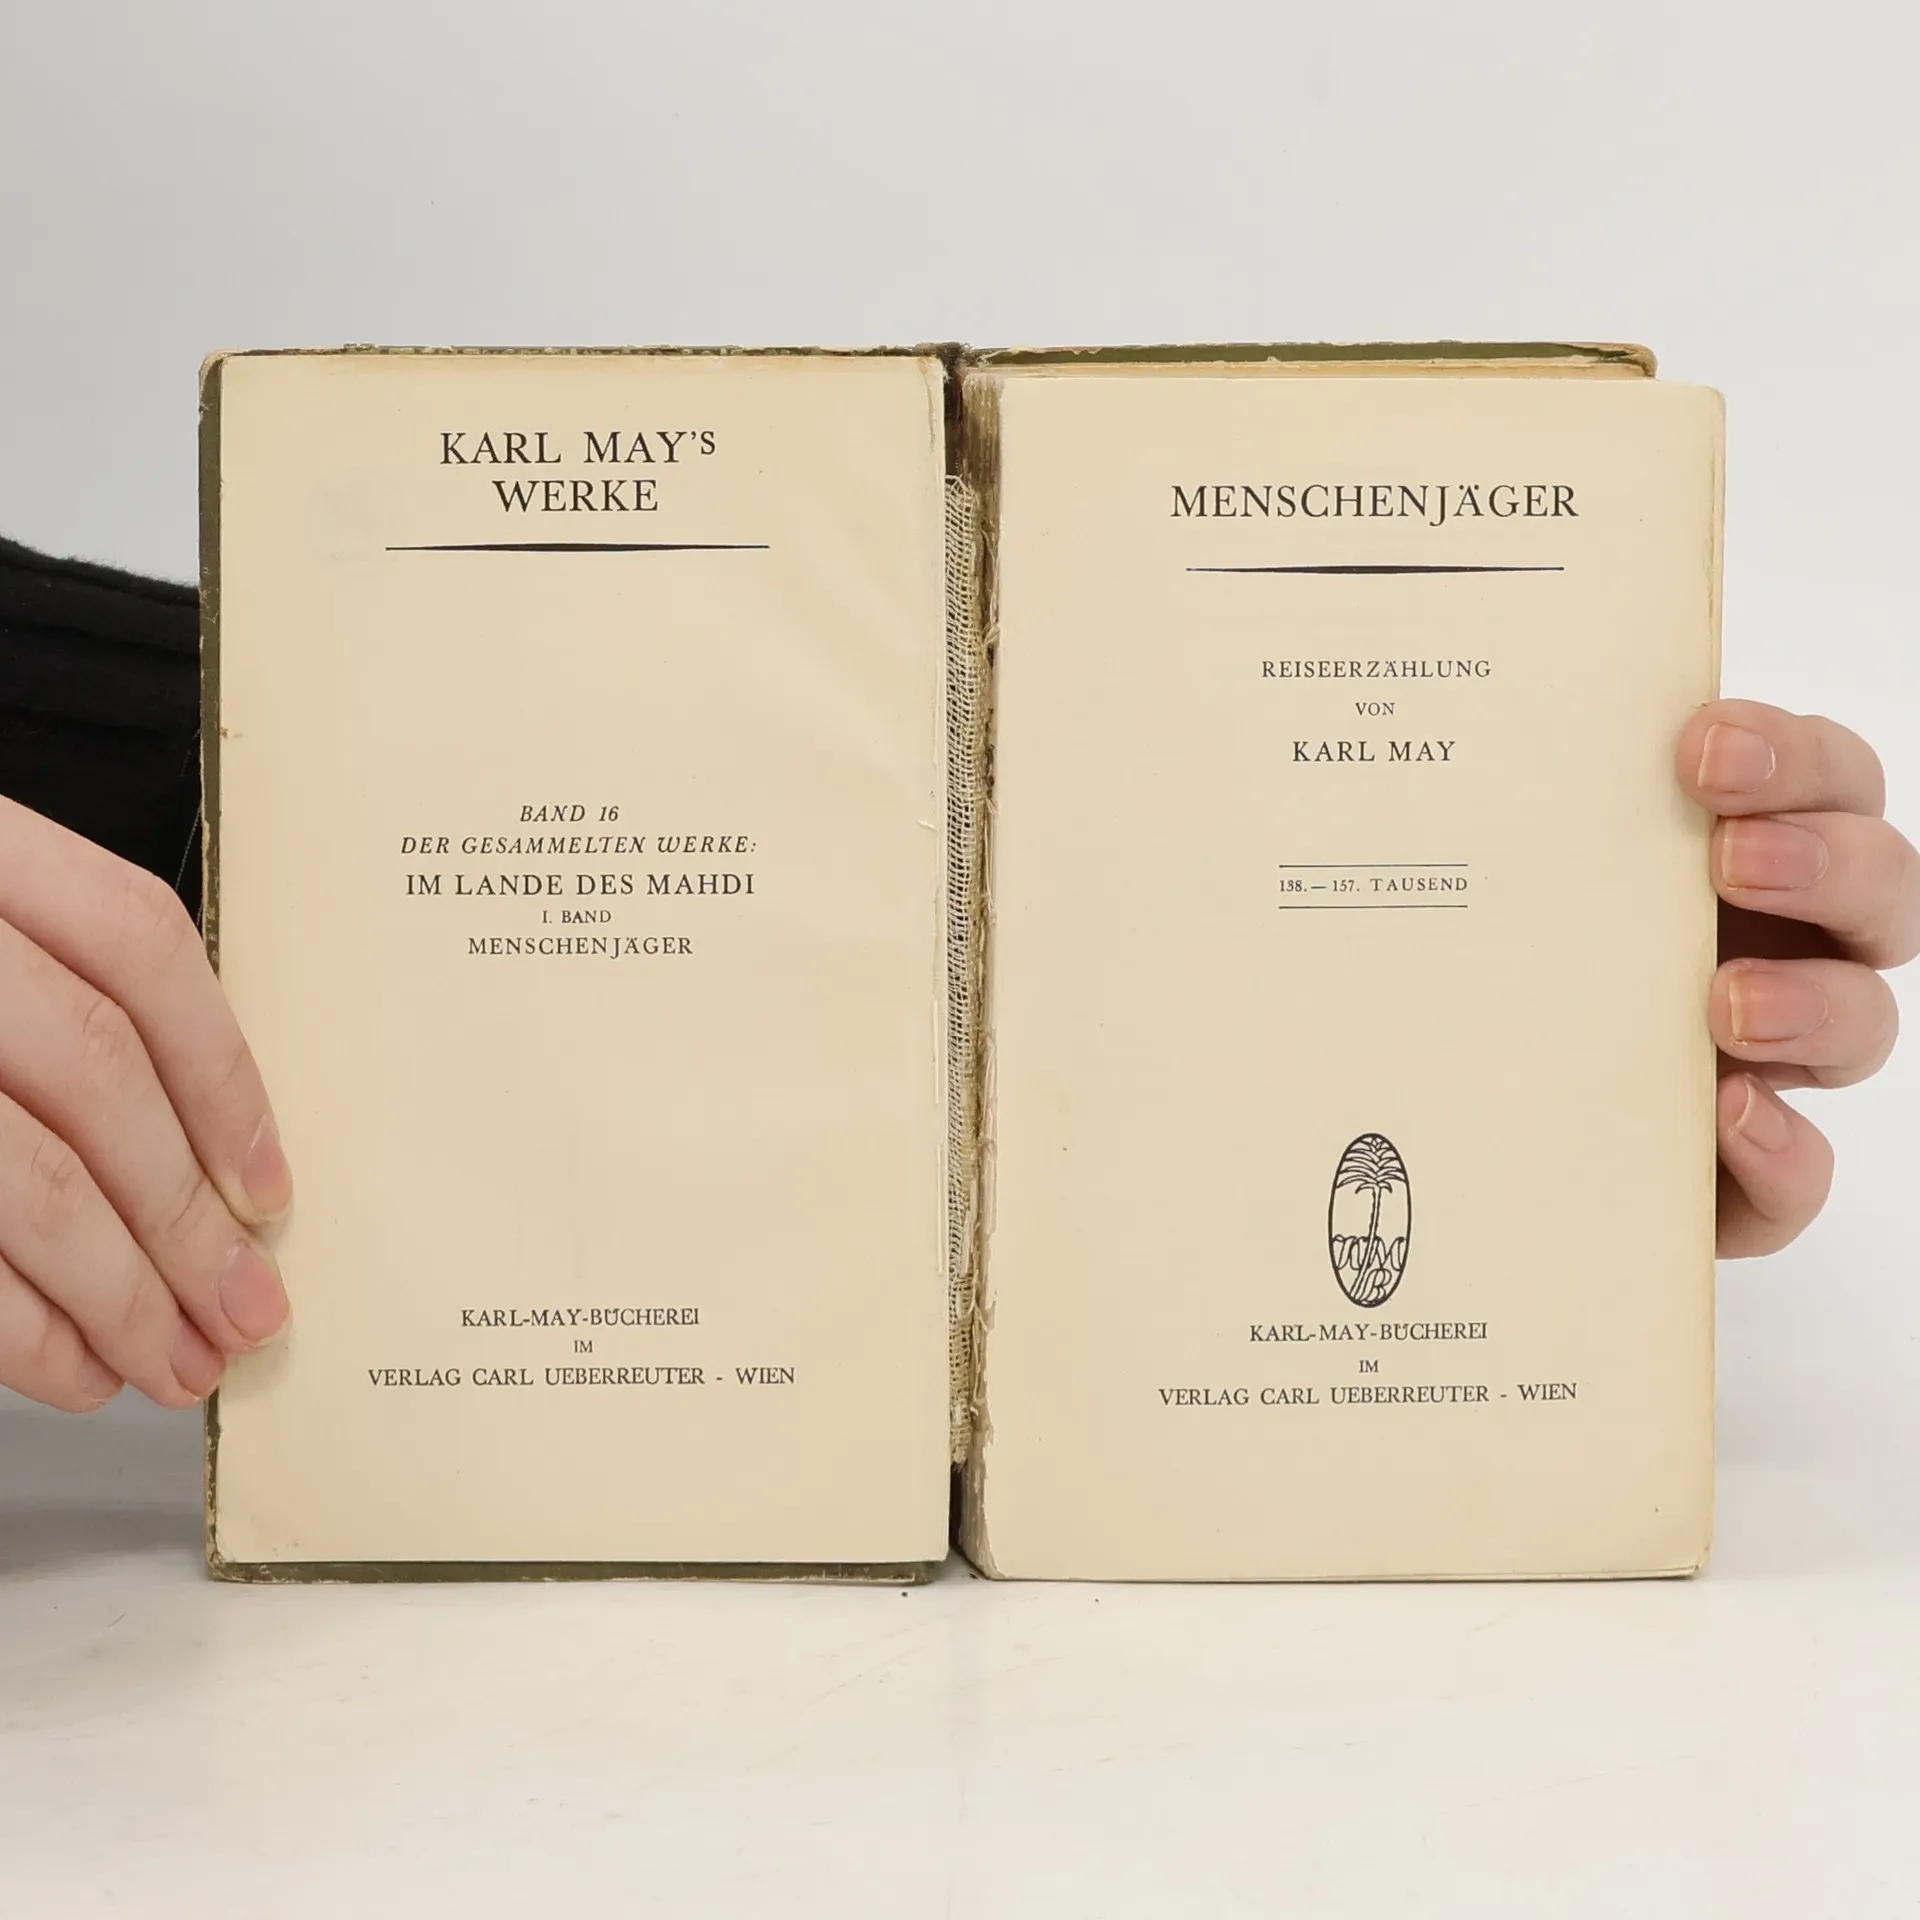 KARL MAY'S
WERKE
BAND 16
DER GESAMMELTEN WERKE:
IM LANDE DES MAHDI
I. BAND
MENSCHENJÄGER
KARL-MAY-BÜCHEREI
IM
VERLAG CARL UEBERREUTER - WIEN
MENSCHENJÄGER
REISEERZÄHLUNG
VON
KARL MAY
138.— 157. TAUSEND
KARL-MAY-BÜCHEREI
IM
VERLAG CARL UEBERREUTER - WIEN